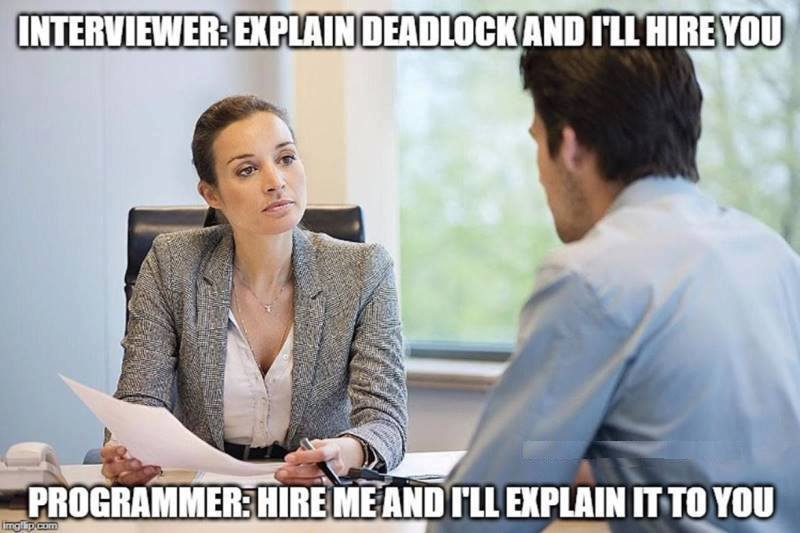 INTERVIEWER: EXPLAIN DEADLOCK AND I'LL HIRE YOU
PROGRAMMER: HIRE ME AND I'LL EXPLAIN IT TO YOU
imgflip.com